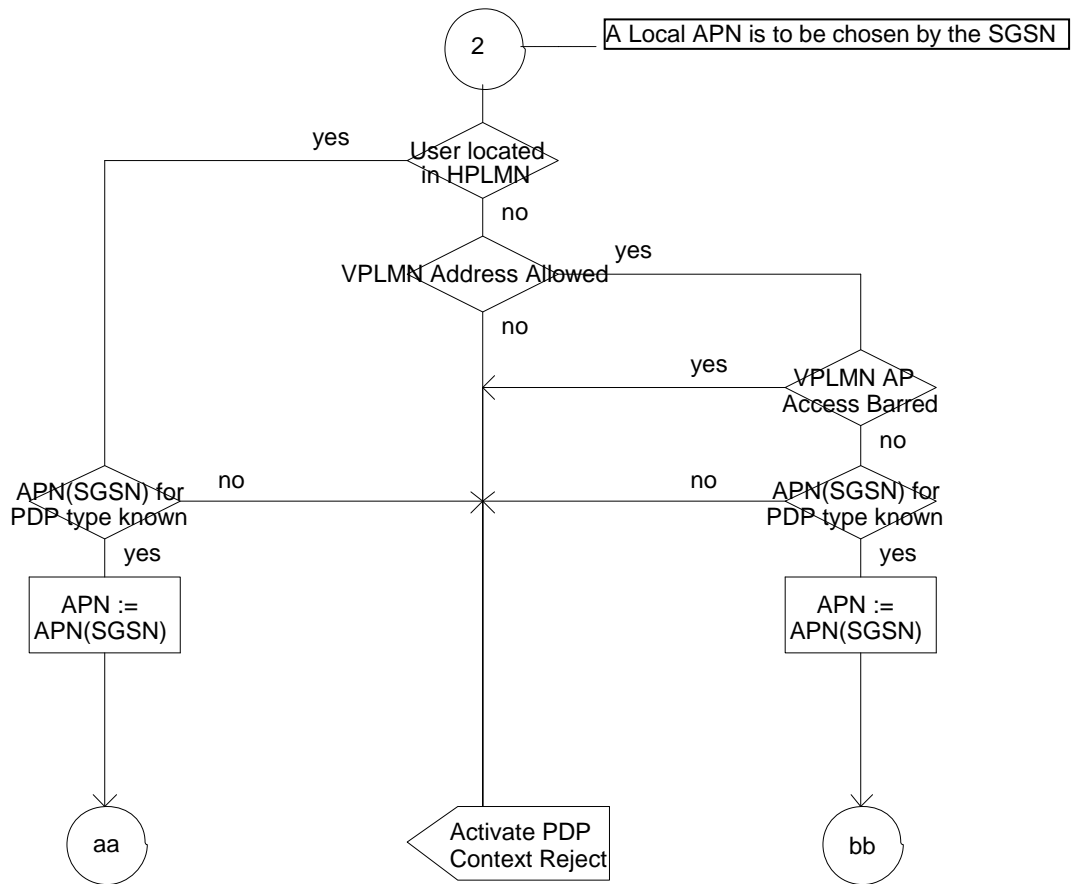 2
A Local APN is to be chosen by the SGSN
yes
User located
in HPLMN
no
yes
VPLMN Address Allowed
no
yes
VPLMN AP
Access Barred
no
APN(SGSN) for
PDP type known
no
no
APN(SGSN) for
PDP type known
yes
yes
APN :=
APN(SGSN)
APN :=
APN(SGSN)
aa
Activate PDP
Context Reject
bb